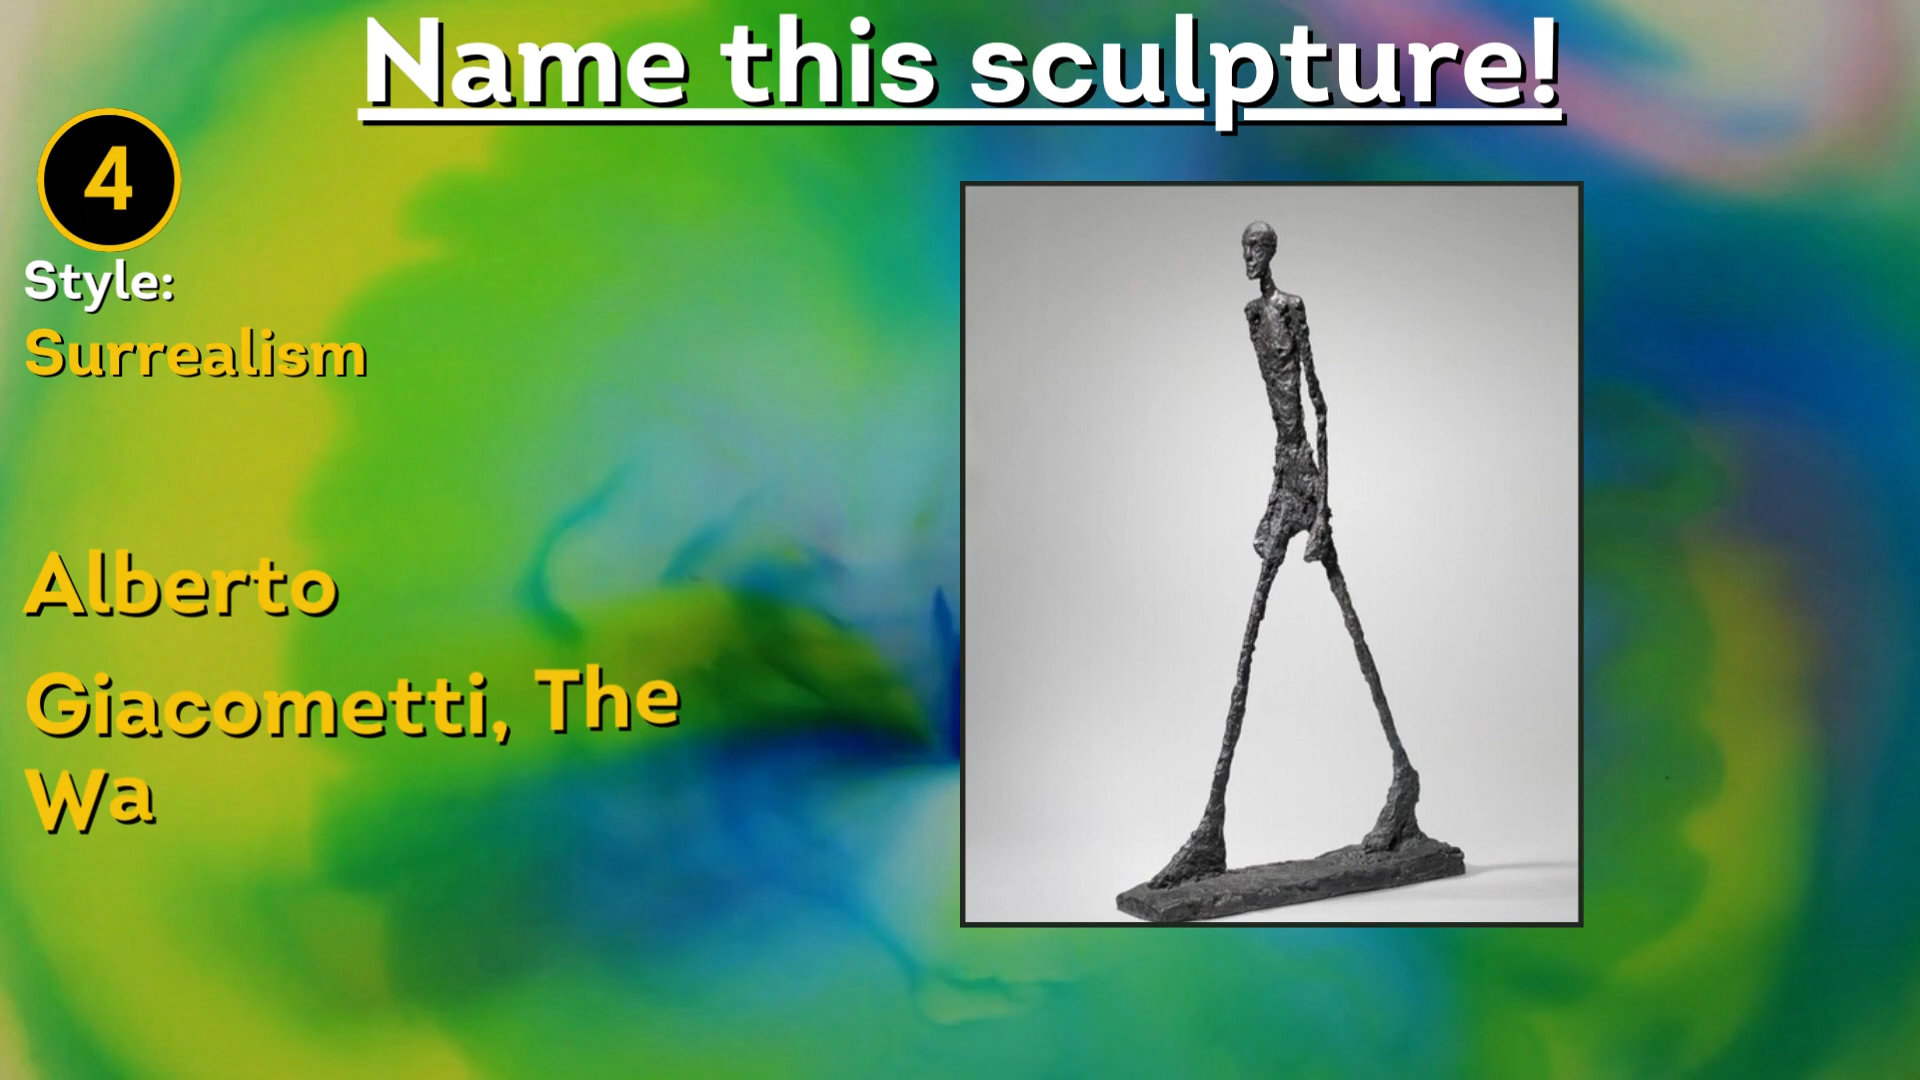 Name this sculpture!
4
Style:
Surrealism
Alberto
Giacometti, The
Wa